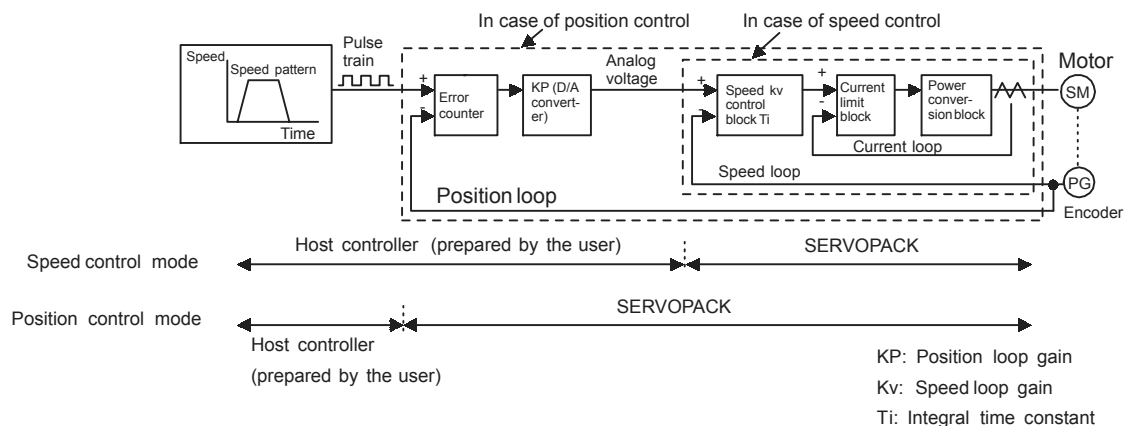 In case of position control
In case of speed control
Speed
Speed pattern
Time
Pulse
train
+
-
Error
counter
KP (D/A
convert-
er)
Analog
voltage
+
-
Speed kv
control
block Ti
+
-
Current
limit
block
Power
conver-
sion block
Motor
SM
Current loop
Speed loop
Position loop
PG
Encoder
Speed control mode
Host controller (prepared by the user)
SERVOPACK
Position control mode
SERVOPACK
Host controller
(prepared by the user)
KP: Position loop gain
Kv: Speed loop gain
Ti: Integral time constant